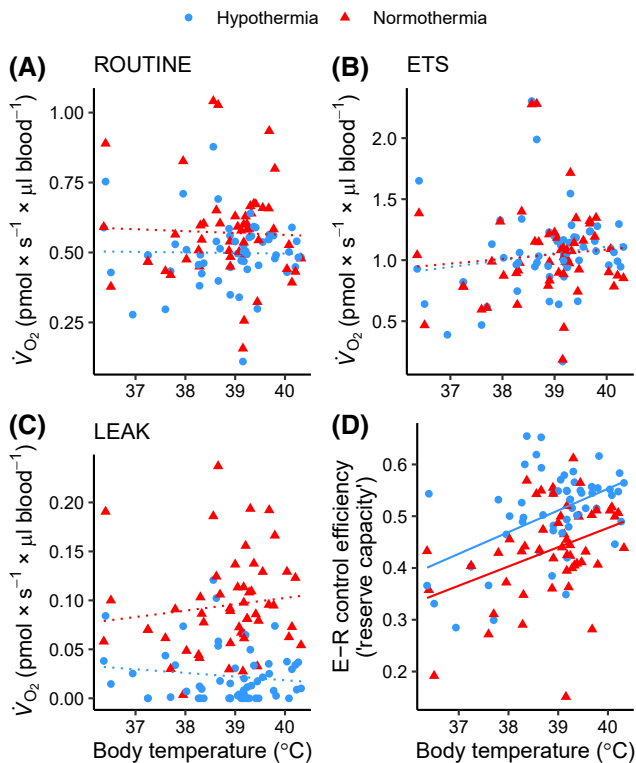 Hypothermia Normothermia
(A) ROUTINE
V̇O₂ (pmol × s⁻¹ × μl blood⁻¹)
1.00
0.75
0.50
0.25
37 38 39 40
(B) ETS
V̇O₂ (pmol × s⁻¹ × μl blood⁻¹)
2.0
1.5
1.0
0.5
37 38 39 40
(C) LEAK
V̇O₂ (pmol × s⁻¹ × μl blood⁻¹)
0.20
0.15
0.10
0.05
0.00
37 38 39 40
Body temperature (°C)
(D)
E−R control efficiency
('reserve capacity')
0.6
0.5
0.4
0.3
0.2
37 38 39 40
Body temperature (°C)